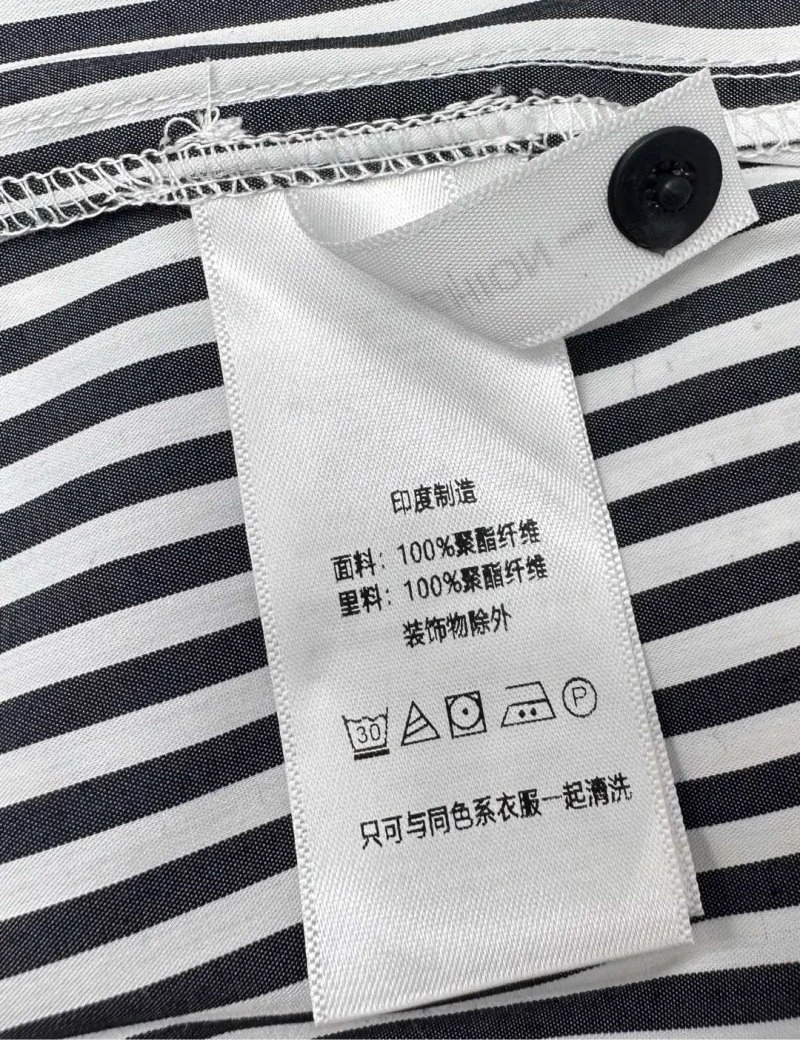 印度制造
面料：100%聚酯纤维
里料：100%聚酯纤维
装饰物除外
30 P
只可与同色系衣服一起清洗